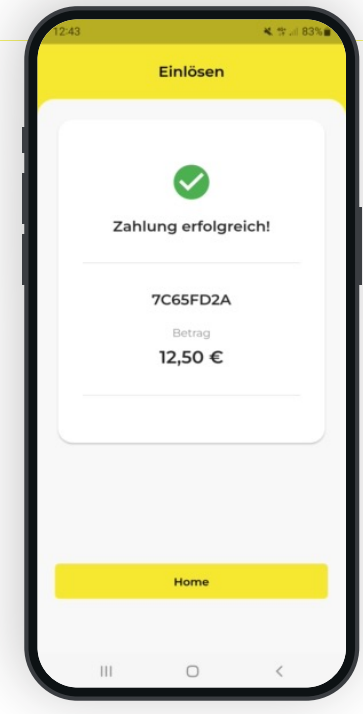 12:43 83%
Einlösen
Zahlung erfolgreich!
7C65FD2A
Betrag
12,50 €
Home